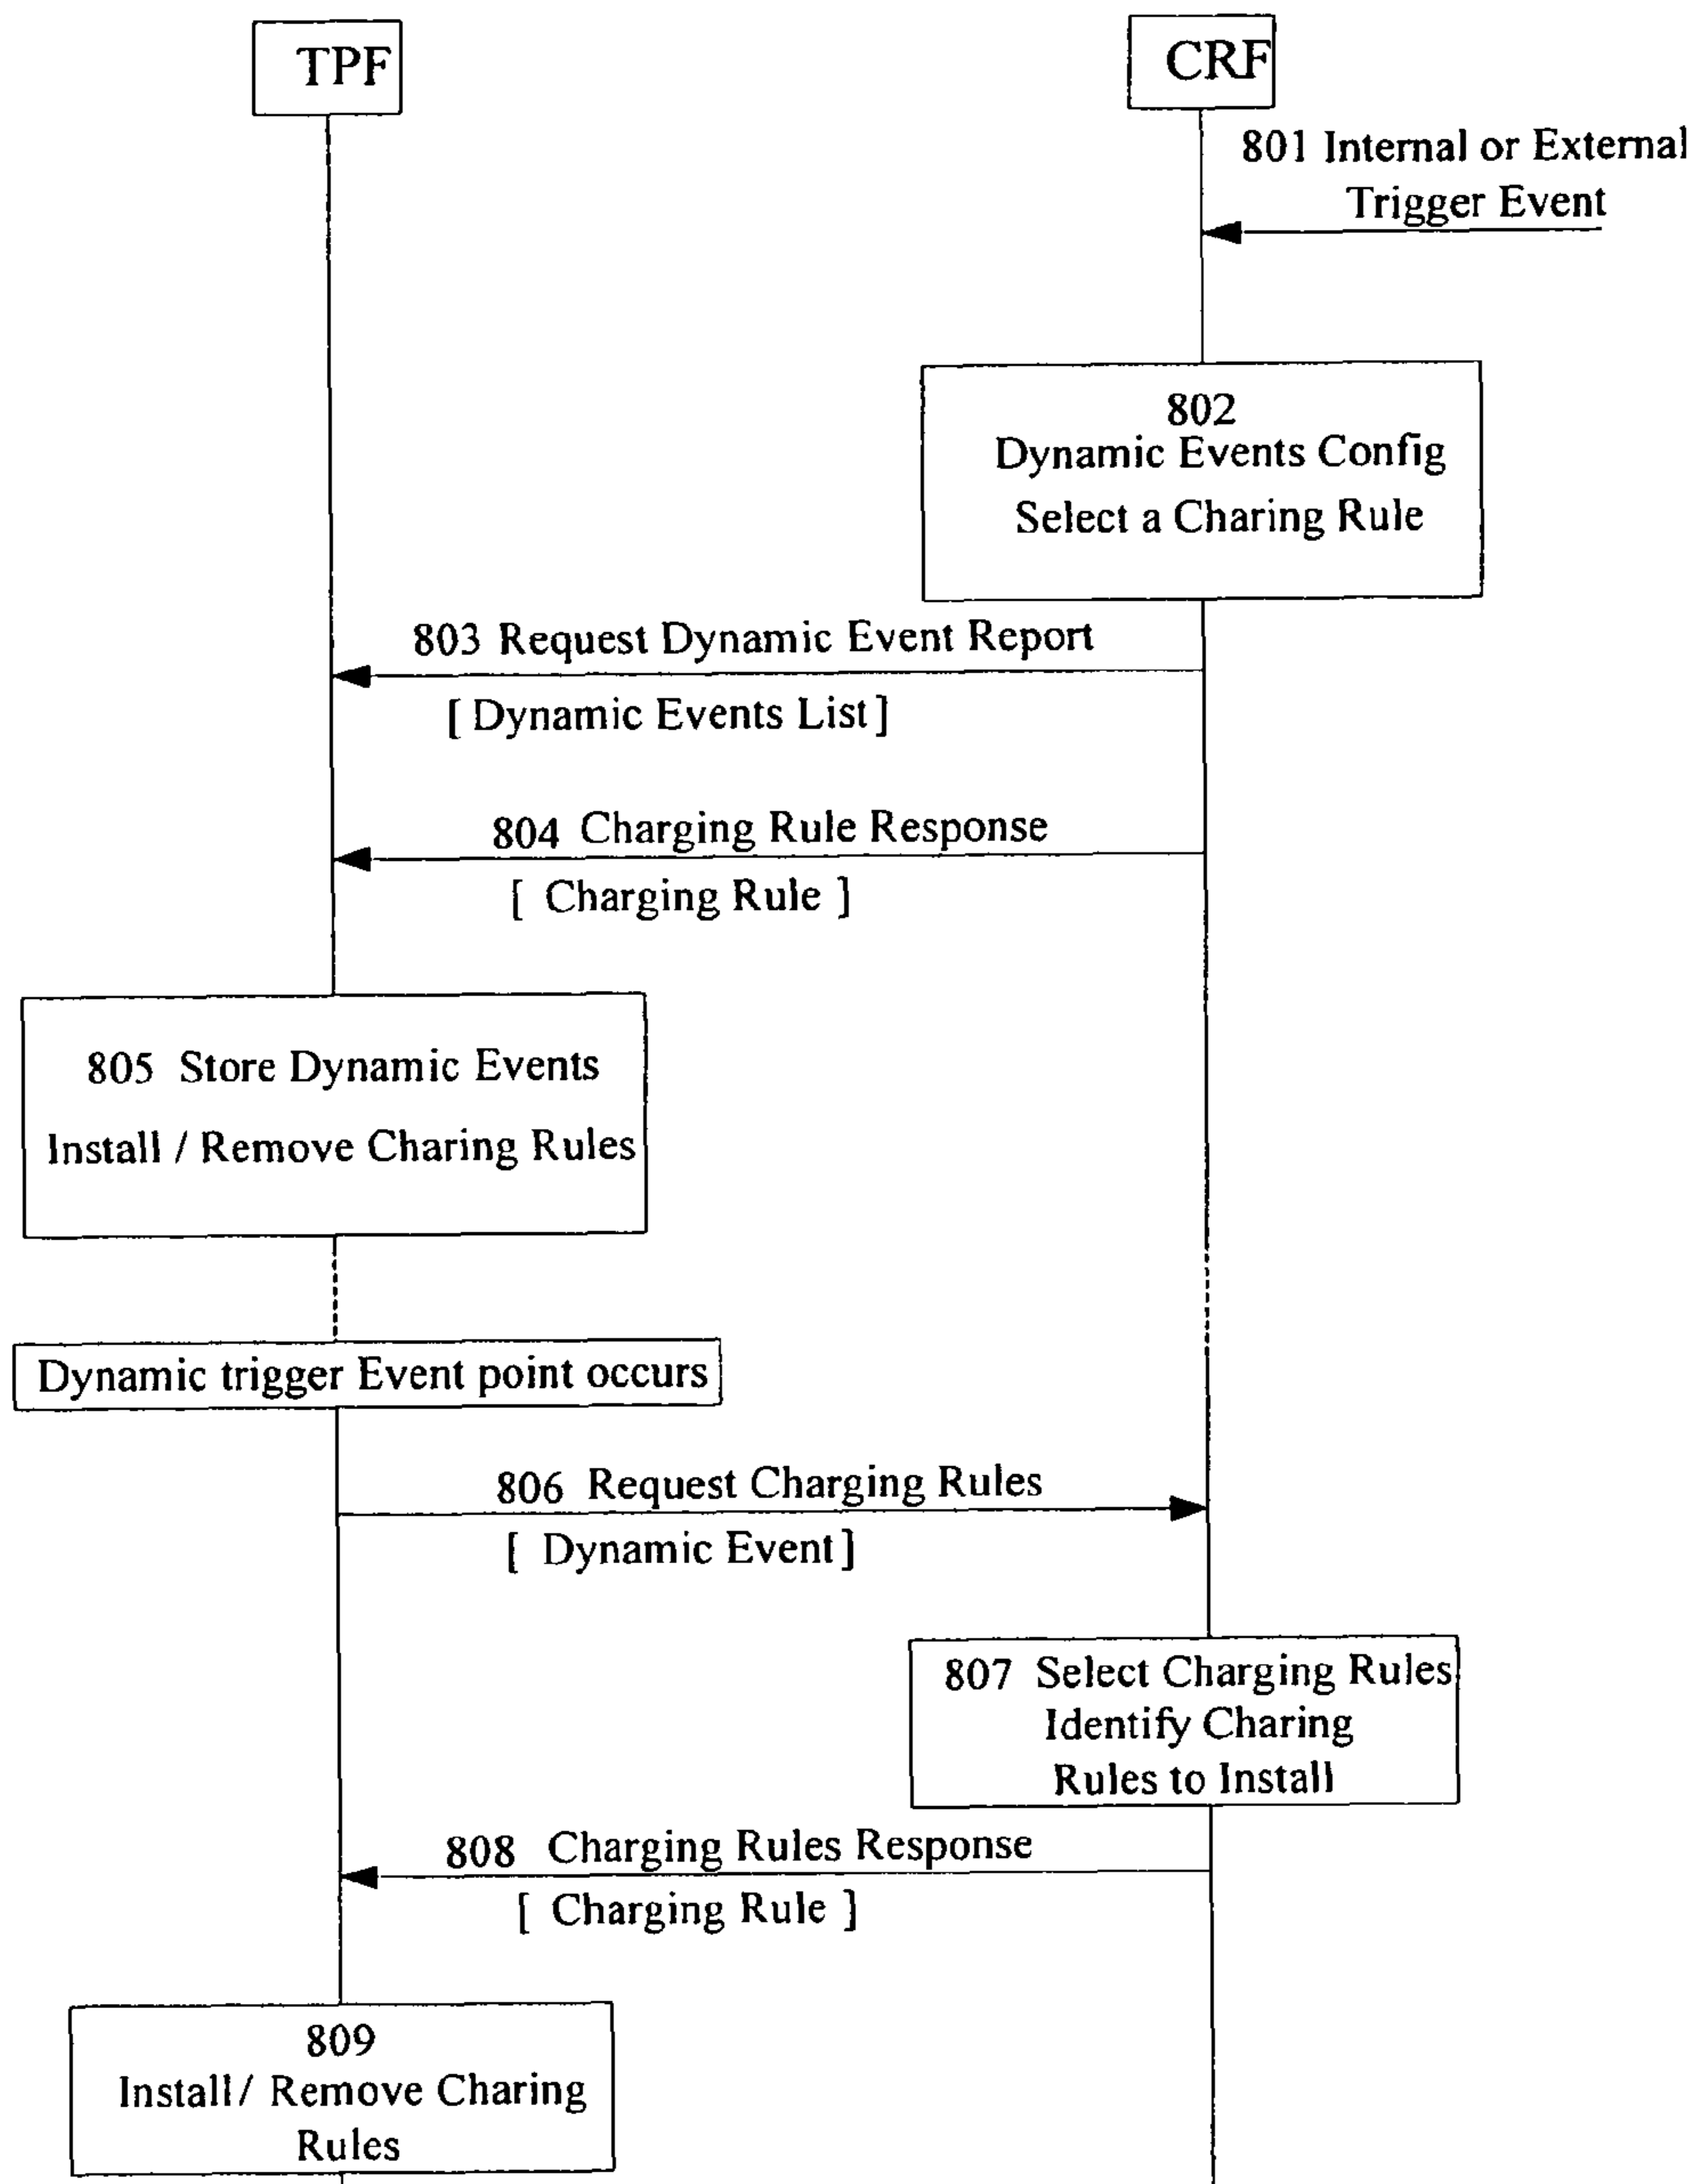 TPF
CRF
801 Internal or External
Trigger Event
802
Dynamic Events Config
Select a Charing Rule
803 Request Dynamic Event Report
[ Dynamic Events List ]
804 Charging Rule Response
[ Charging Rule ]
805 Store Dynamic Events
Install / Remove Charing Rules
Dynamic trigger Event point occurs
806 Request Charging Rules
[ Dynamic Event ]
807 Select Charging Rules
Identify Charing
Rules to Install
808 Charging Rules Response
[ Charging Rule ]
809
Install / Remove Charing
Rules